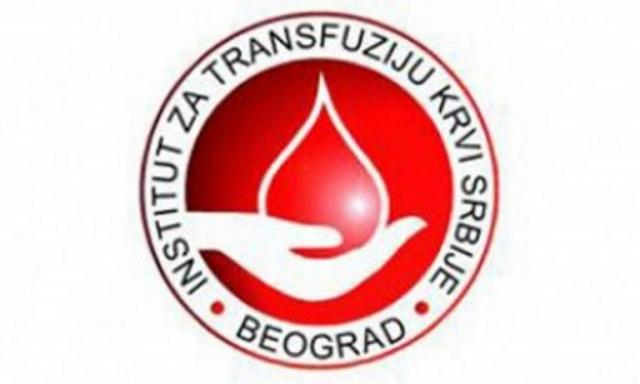 INSTITUT ZA TRANSFUZIJU KRVI SRBIJE
• BEOGRAD •